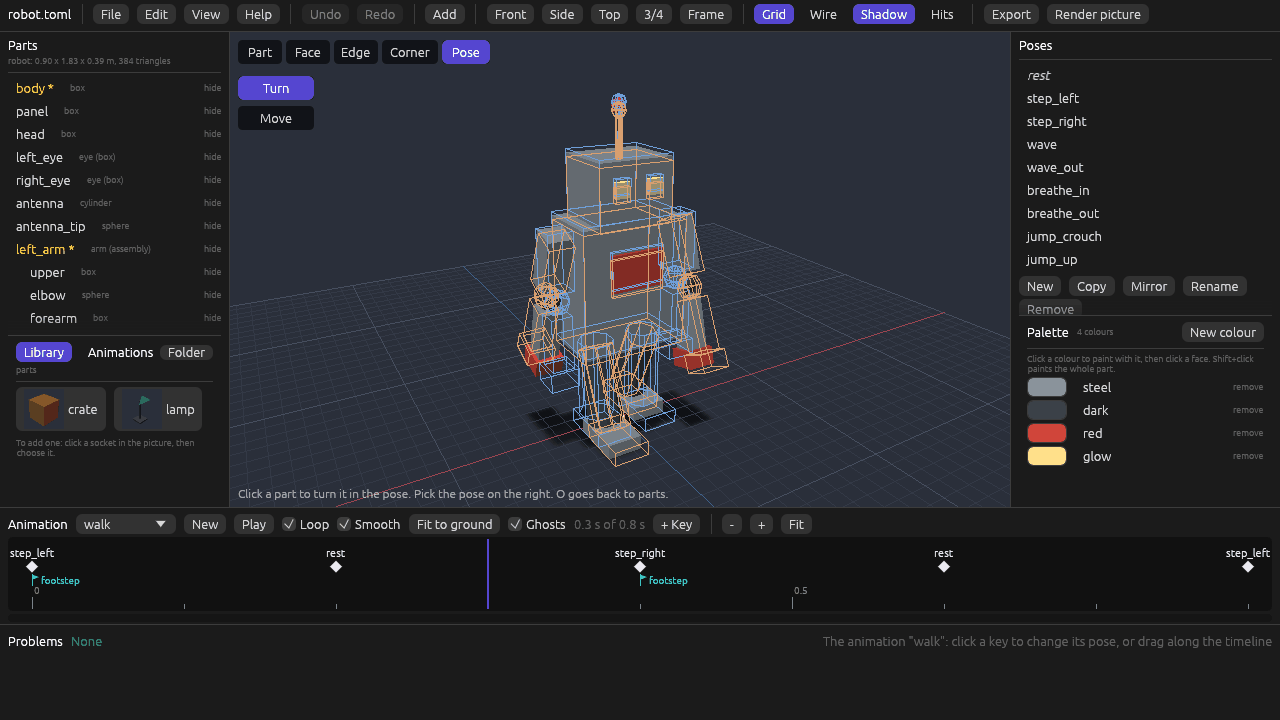 robot.toml File Edit View Help Undo Redo Add Front Side Top 3/4 Frame Grid Wire Shadow Hits Export Render picture
Parts
robot: 0.90 x 1.83 x 0.39 m, 384 triangles
body * box hide
panel box hide
head box hide
left_eye eye (box) hide
right_eye eye (box) hide
antenna cylinder hide
antenna_tip sphere hide
left_arm * arm (assembly) hide
upper box hide
elbow sphere hide
forearm box hide
Library Animations Folder
parts
crate lamp
To add one: click a socket in the picture, then
choose it.
Part Face Edge Corner Pose
Turn
Move
Click a part to turn it in the pose. Pick the pose on the right. O goes back to parts.
Poses
rest
step_left
step_right
wave
wave_out
breathe_in
breathe_out
jump_crouch
jump_up
New Copy Mirror Rename
Remove
Palette 4 colours New colour
Click a colour to paint with it, then click a face. Shift+click
paints the whole part.
steel remove
dark remove
red remove
glow remove
Animation walk New Play Loop Smooth Fit to ground Ghosts 0.3 s of 0.8 s + Key - + Fit
step_left rest step_right rest step_left
footstep footstep
0 0.5
Problems None The animation "walk": click a key to change its pose, or drag along the timeline